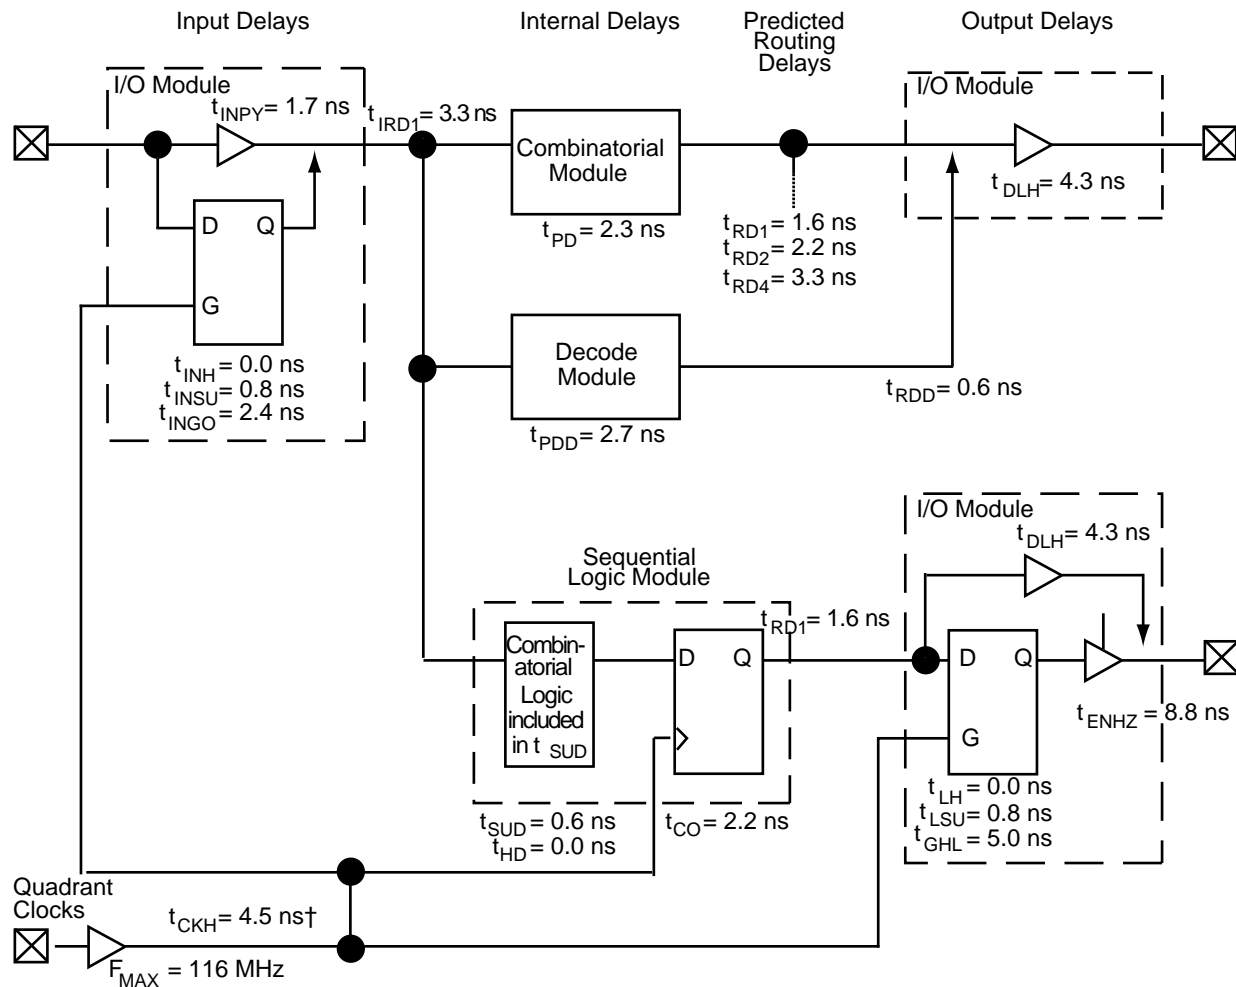 Input Delays
Internal Delays
Predicted
Routing
Delays
Output Delays
I/O Module
tINPY = 1.7 ns
tIRD1 = 3.3 ns
Combinatorial
Module
I/O Module
tDLH = 4.3 ns
D Q
G
tPD = 2.3 ns
tRD1 = 1.6 ns
tRD2 = 2.2 ns
tRD4 = 3.3 ns
tINH = 0.0 ns
tINSU = 0.8 ns
tINGO = 2.4 ns
Decode
Module
tRDD = 0.6 ns
tPDD = 2.7 ns
I/O Module
tDLH = 4.3 ns
Sequential
Logic Module
tRD1 = 1.6 ns
Combin-
atorial
Logic
included
in tSUD
D Q
D Q
G
tENHZ = 8.8 ns
tSUD = 0.6 ns
tHD = 0.0 ns
tCO = 2.2 ns
tLH = 0.0 ns
tLSU = 0.8 ns
tGHL = 5.0 ns
Quadrant
Clocks
tCKH = 4.5 ns†
FMAX = 116 MHz